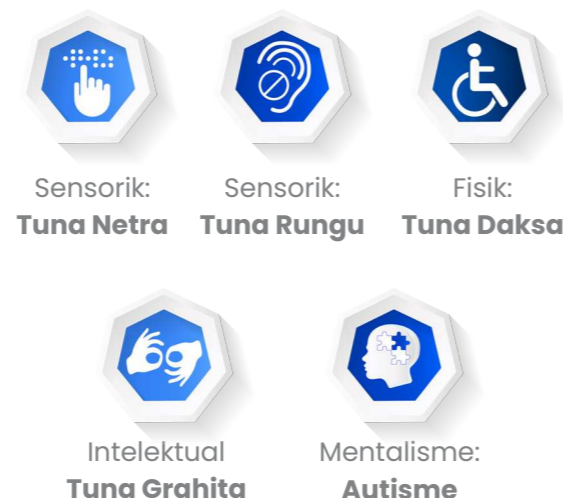 Sensorik:
Tuna Netra
Sensorik:
Tuna Rungu
Fisik:
Tuna Daksa
Intelektual
Tuna Grahita
Mentalisme:
Autisme